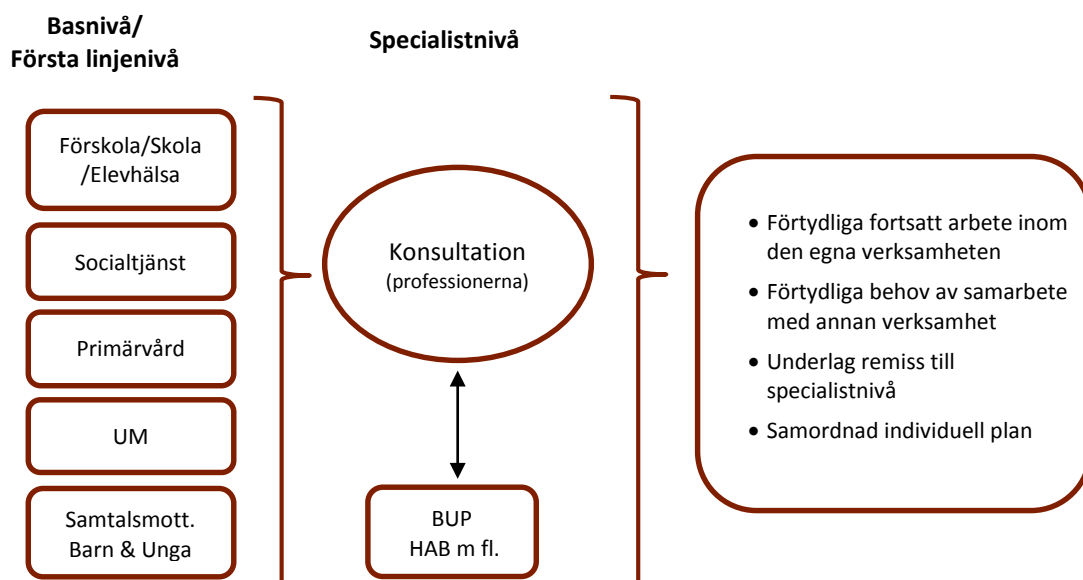 Basnivå/
Första linjenivå
Specialistnivå
Förskola/Skola
/Elevhälsa
Socialtjänst
Primärvård
UM
Samtalsmott.
Barn & Unga
Konsultation
(professionerna)
BUP
HAB m fl.
• Förtydliga fortsatt arbete inom
den egna verksamheten
• Förtydliga behov av samarbete
med annan verksamhet
• Underlag remiss till
specialistnivå
• Samordnad individuell plan